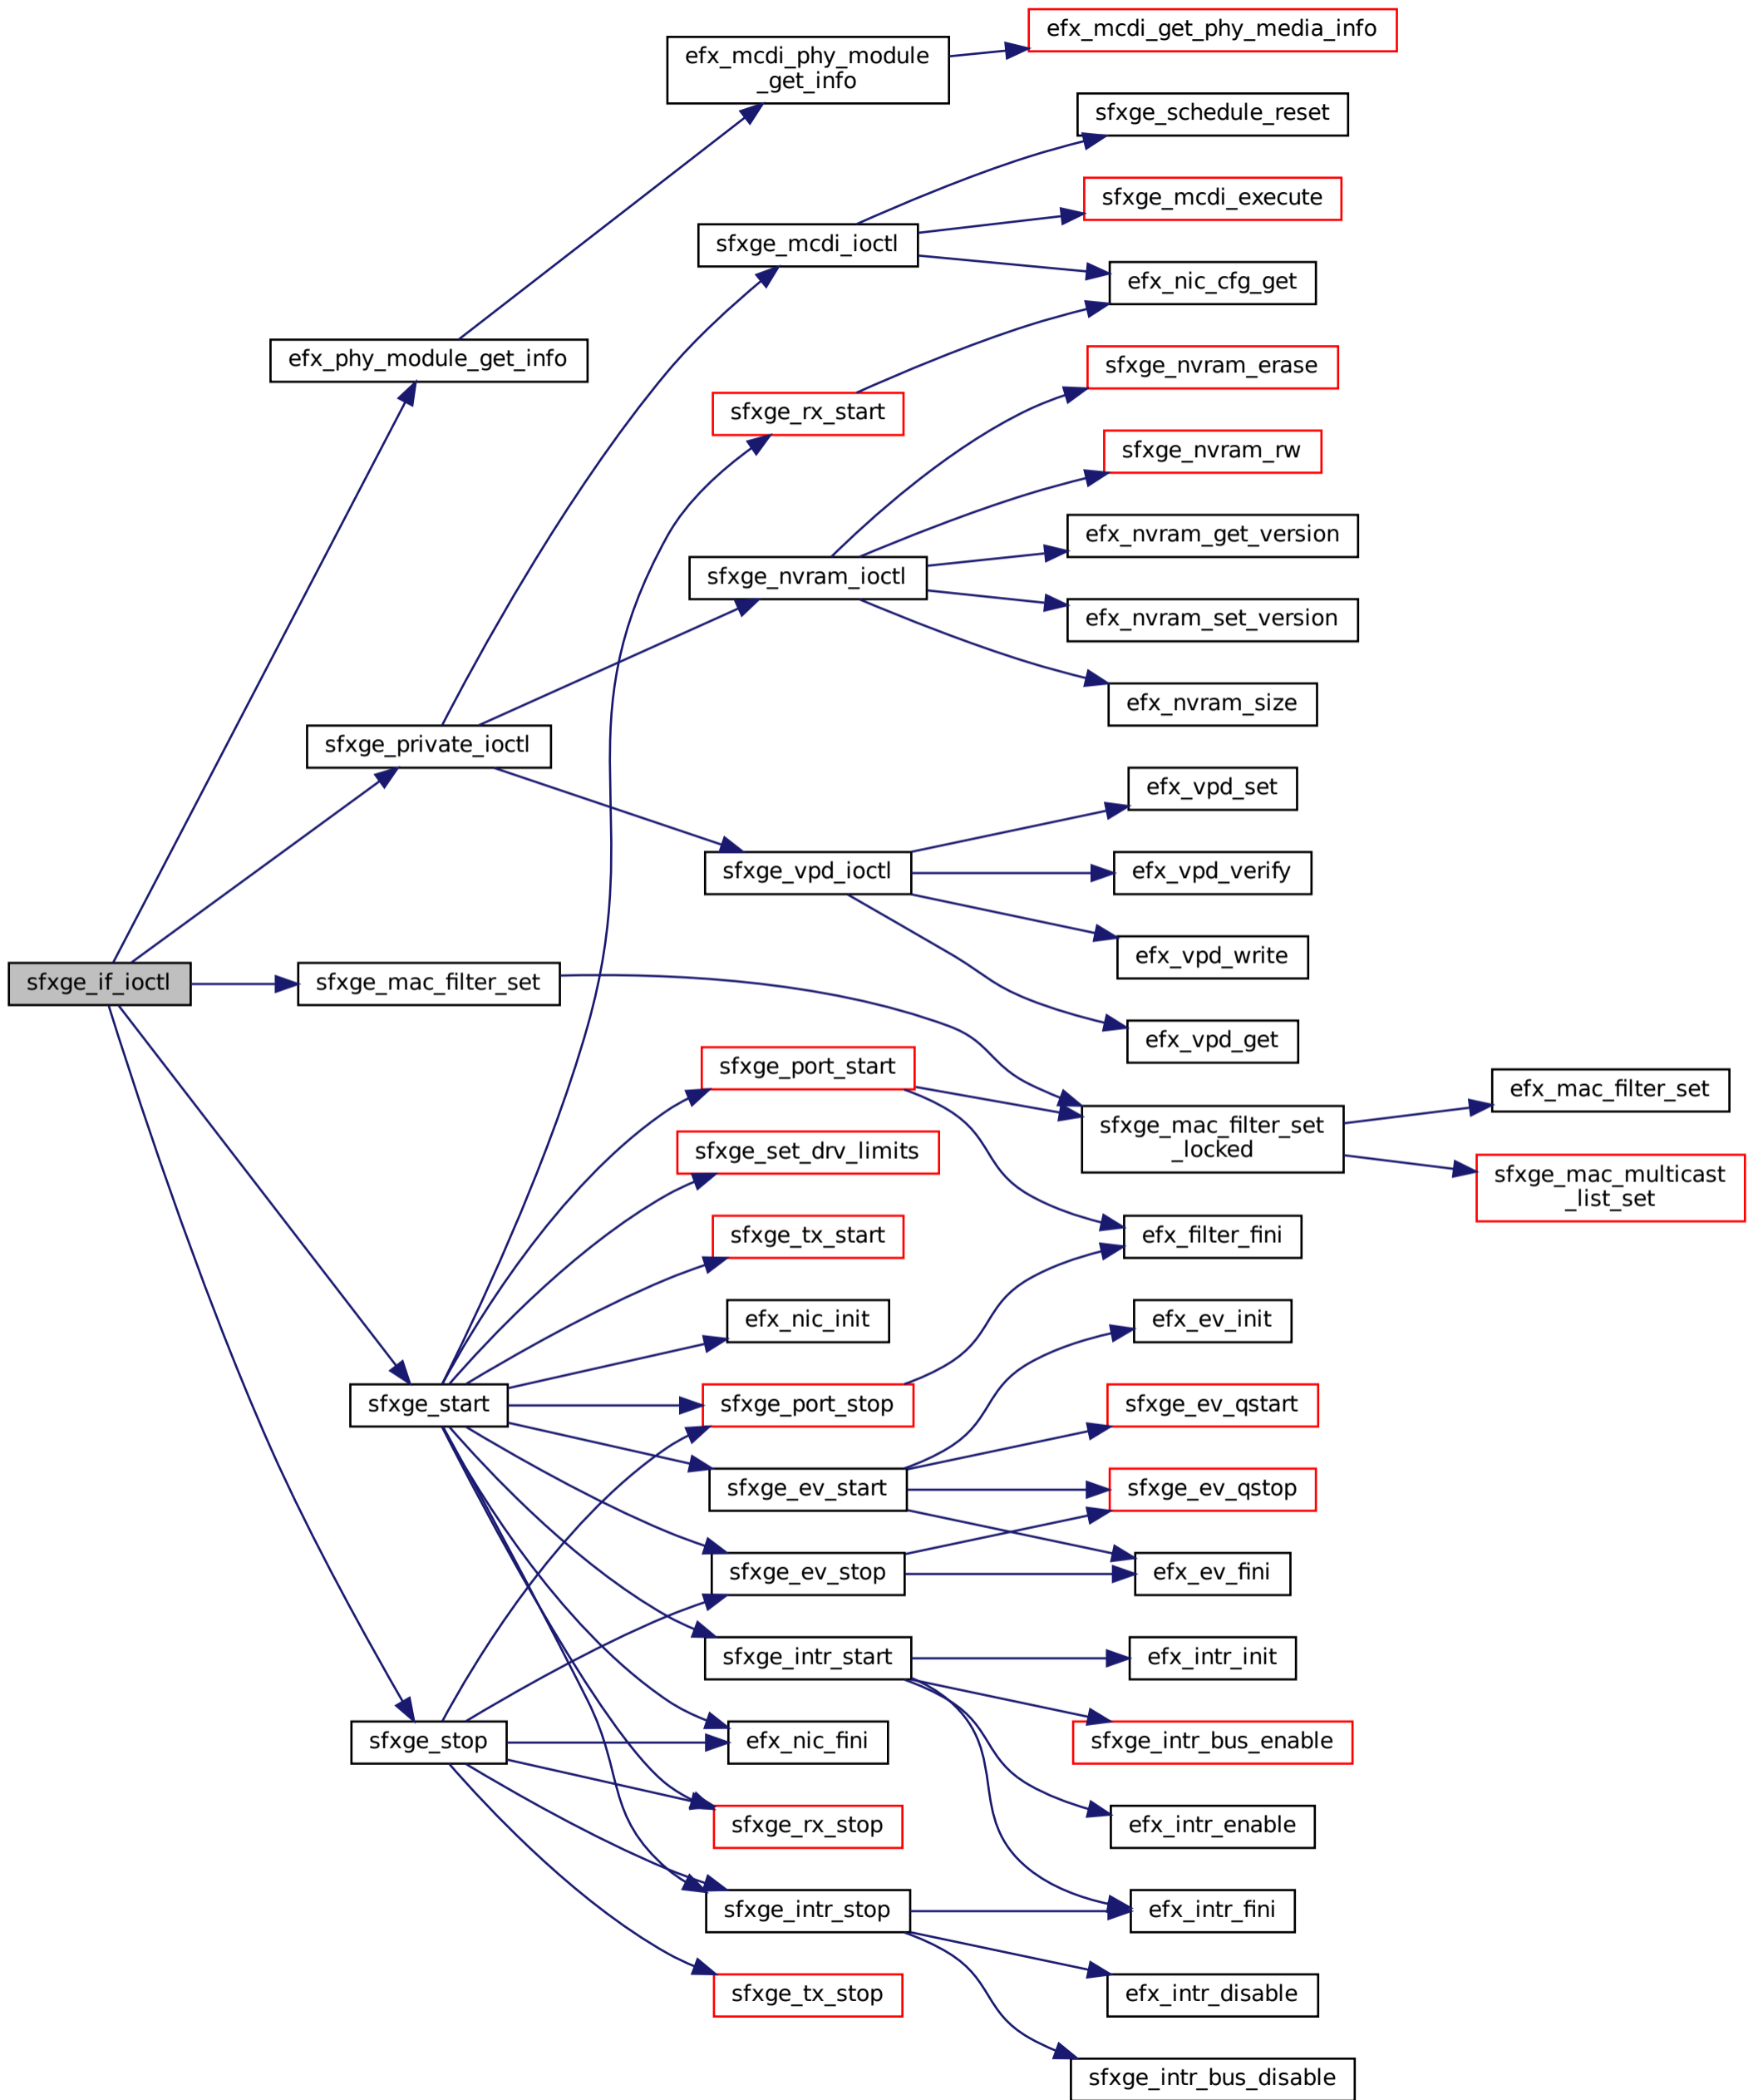 efx_mcdi_get_phy_media_info
efx_mcdi_phy_module
_get_info
sfxge_schedule_reset
sfxge_mcdi_execute
sfxge_mcdi_ioctl
efx_nic_cfg_get
efx_phy_module_get_info
sfxge_nvram_erase
sfxge_rx_start
sfxge_nvram_rw
efx_nvram_get_version
sfxge_nvram_ioctl
efx_nvram_set_version
efx_nvram_size
sfxge_private_ioctl
efx_vpd_set
sfxge_vpd_ioctl
efx_vpd_verify
efx_vpd_write
sfxge_if_ioctl
sfxge_mac_filter_set
efx_vpd_get
sfxge_port_start
efx_mac_filter_set
sfxge_mac_filter_set
_locked
sfxge_set_drv_limits
sfxge_mac_multicast
_list_set
sfxge_tx_start
efx_filter_fini
efx_nic_init
efx_ev_init
sfxge_start
sfxge_port_stop
sfxge_ev_qstart
sfxge_ev_start
sfxge_ev_qstop
sfxge_ev_stop
efx_ev_fini
sfxge_intr_start
efx_intr_init
sfxge_stop
efx_nic_fini
sfxge_intr_bus_enable
sfxge_rx_stop
efx_intr_enable
sfxge_intr_stop
efx_intr_fini
sfxge_tx_stop
efx_intr_disable
sfxge_intr_bus_disable